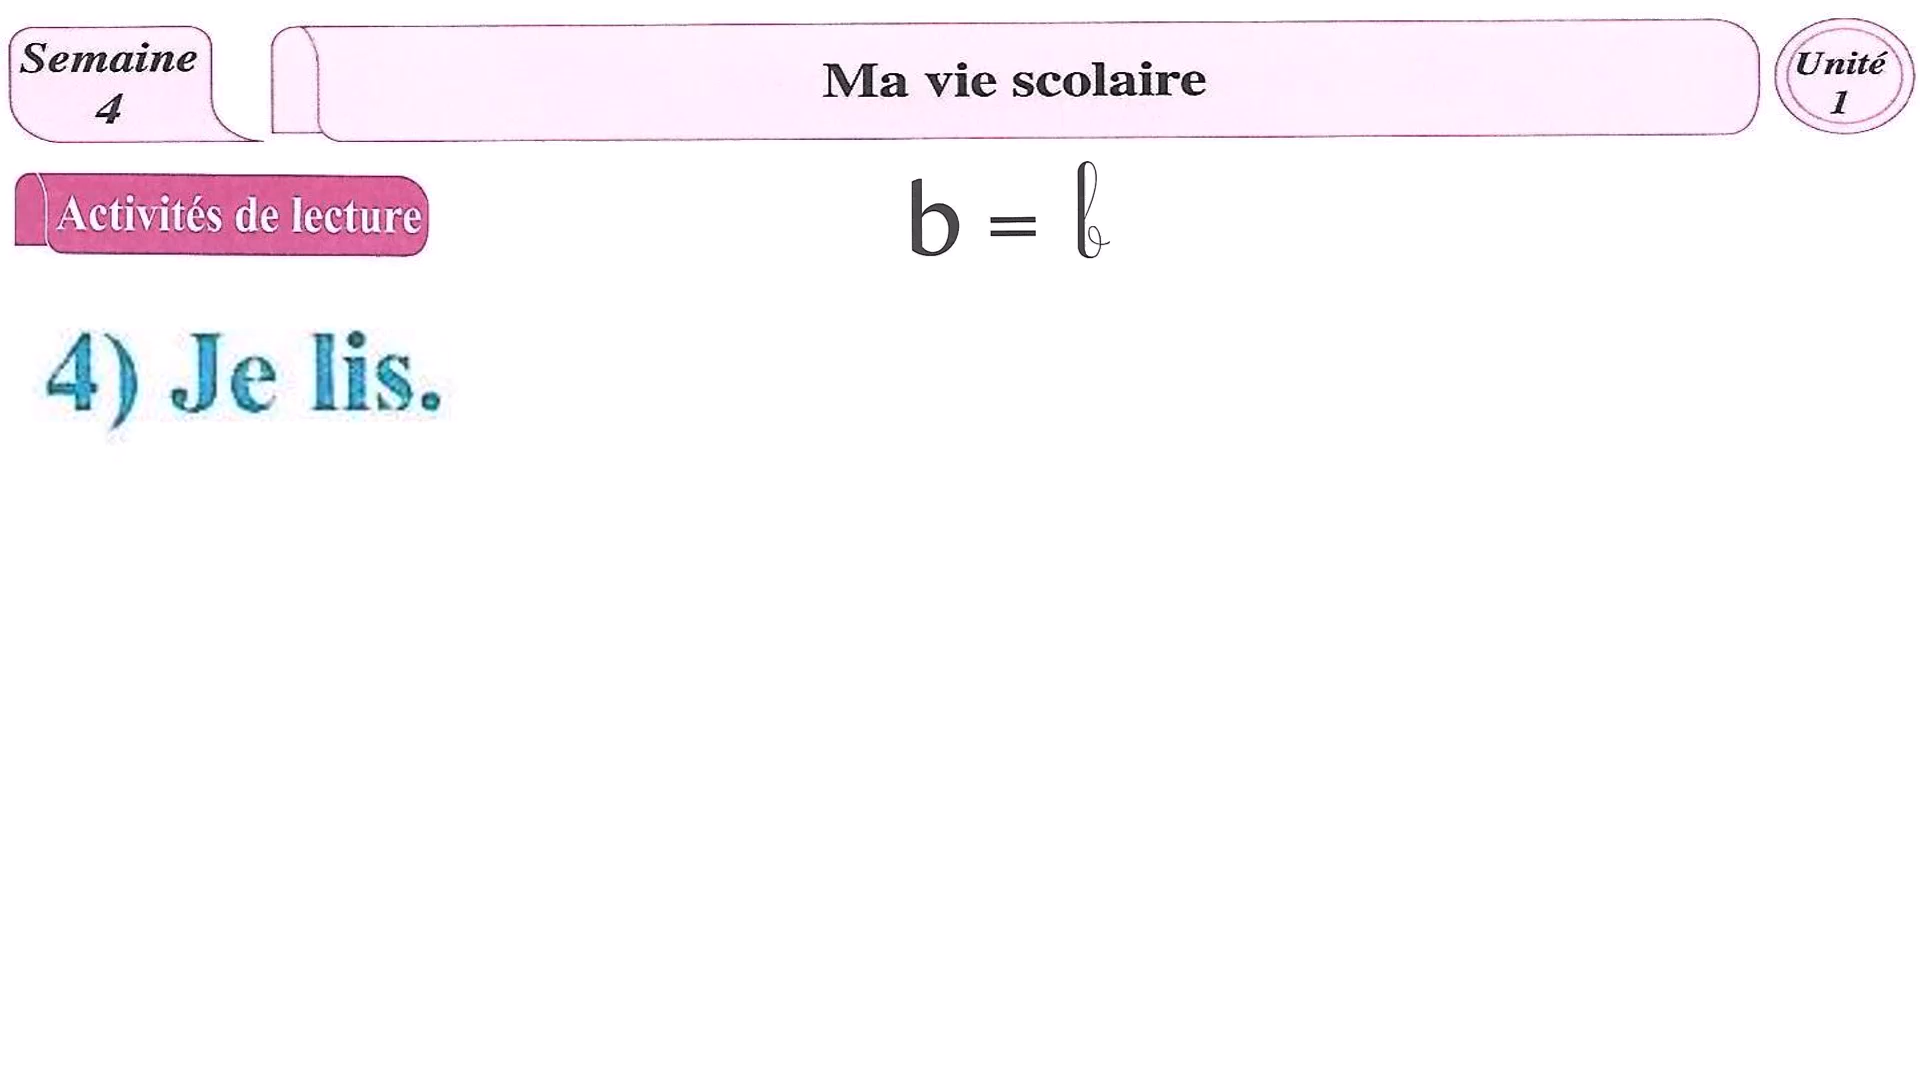 Semaine
4
Ma vie scolaire
Unité
1
Activités de lecture
b = b
4) Je lis.